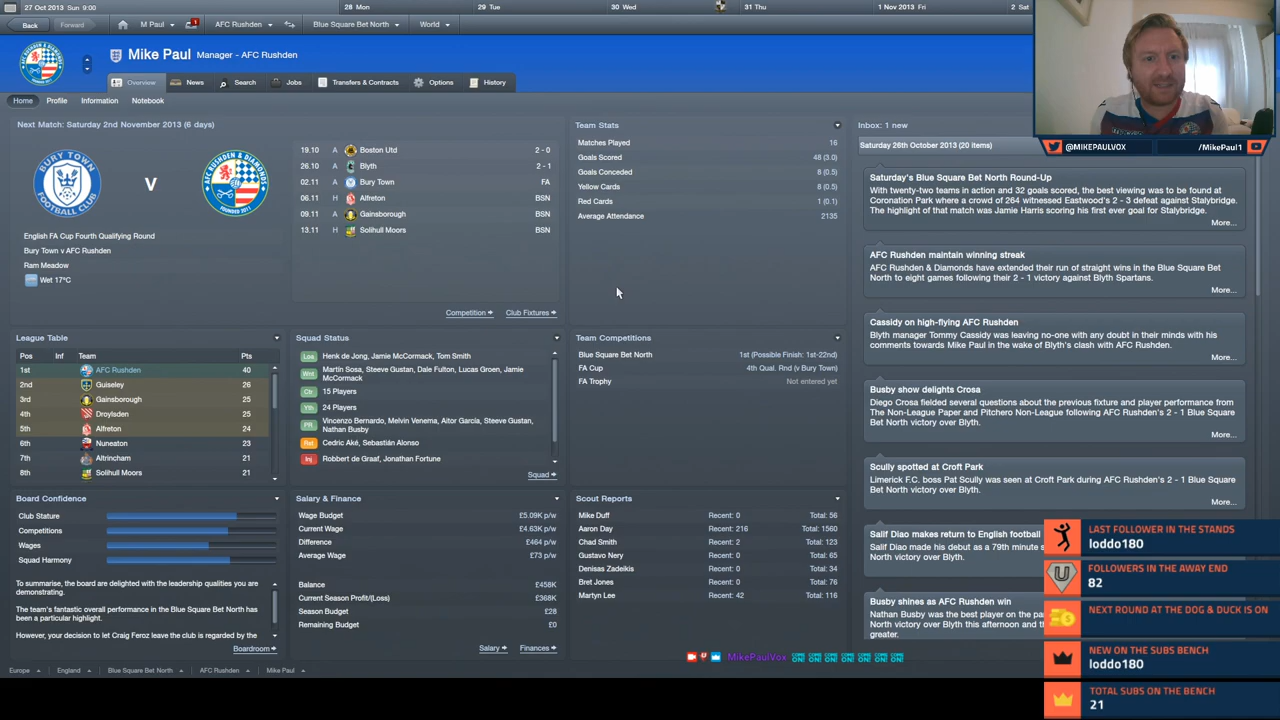 27 Oct 2013 Sun 9:00
28 Mon
29 Tue
30 Wed
31 Thu
1 Nov 2013 Fri
2 Sat
Back
Forward
M Paul
AFC Rushden
Blue Square Bet North
World
Mike Paul Manager - AFC Rushden
Overview
News
Search
Jobs
Transfers & Contracts
Options
History
Home
Profile
Information
Notebook
Next Match: Saturday 2nd November 2013 (6 days)
BURY TOWN
FOOTBALL CLUB
V
English FA Cup Fourth Qualifying Round
Bury Town v AFC Rushden
Ram Meadow
Wet 17°C
19.10 A Boston Utd 2 - 0
26.10 A Blyth 2 - 1
02.11 A Bury Town FA
06.11 H Alfreton BSN
09.11 A Gainsborough BSN
13.11 H Solihull Moors BSN
Competition
Club Fixtures
Team Stats
Matches Played 16
Goals Scored 48 (3.0)
Goals Conceded 8 (0.5)
Yellow Cards 8 (0.5)
Red Cards 1 (0.1)
Average Attendance 2135
Inbox: 1 new
Saturday 26th October 2013 (20 items)
Saturday's Blue Square Bet North Round-Up
With twenty-two teams in action and 32 goals scored, the best viewing was to be found at
Coronation Park where a crowd of 264 witnessed Eastwood's 2 - 3 defeat against Stalybridge.
The highlight of that match was Jamie Harris scoring his first ever goal for Stalybridge.
More...
AFC Rushden maintain winning streak
AFC Rushden & Diamonds have extended their run of straight wins in the Blue Square Bet
North to eight games following their 2 - 1 victory against Blyth Spartans.
More...
Cassidy on high-flying AFC Rushden
Blyth manager Tommy Cassidy was leaving no-one with any doubt in their minds with his
comments towards Mike Paul in the wake of Blyth's clash with AFC Rushden.
More...
Busby show delights Crosa
Diego Crosa fielded several questions about the previous fixture and player performance from
The Non-League Paper and Pitchero Non-League following AFC Rushden's 2 - 1 Blue Square
Bet North victory over Blyth.
More...
Scully spotted at Croft Park
Limerick F.C. boss Pat Scully was seen at Croft Park during AFC Rushden's 2 - 1 Blue Square
Bet North victory over Blyth.
More...
Salif Diao makes return to English football
Salif Diao made his debut as a 79th minute s
North victory over Blyth.
Busby shines as AFC Rushden win
Nathan Busby was the best player on the pa
North victory over Blyth this afternoon and th
greater.
League Table
Pos Inf Team Pts
1st AFC Rushden 40
2nd Guiseley 26
3rd Gainsborough 25
4th Droylsden 25
5th Alfreton 24
6th Nuneaton 23
7th Altrincham 21
8th Solihull Moors 21
Squad Status
Loa Henk de Jong, Jamie McCormack, Tom Smith
Wnt Martín Sosa, Steeve Gustan, Dale Fulton, Lucas Groen, Jamie
McCormack
Ctr 15 Players
Yth 24 Players
PR Vincenzo Bernardo, Melvin Venema, Aitor García, Steeve Gustan,
Nathan Busby
Rst Cedric Aké, Sebastián Alonso
Inj Robbert de Graaf, Jonathan Fortune
Squad
Team Competitions
Blue Square Bet North 1st (Possible Finish: 1st-22nd)
FA Cup 4th Qual. Rnd (v Bury Town)
FA Trophy Not entered yet
Board Confidence
Club Stature
Competitions
Wages
Squad Harmony
To summarise, the board are delighted with the leadership qualities you are
demonstrating.
The team's fantastic overall performance in the Blue Square Bet North has
been a particular highlight.
However, your decision to let Craig Feroz leave the club is regarded by the
Boardroom
Salary & Finance
Wage Budget £5.09K p/w
Current Wage £4.63K p/w
Difference £464 p/w
Average Wage £73 p/w
Balance £458K
Current Season Profit/(Loss) £368K
Season Budget £28
Remaining Budget £0
Salary
Finances
Scout Reports
Mike Duff Recent: 0 Total: 56
Aaron Day Recent: 216 Total: 1560
Chad Smith Recent: 2 Total: 123
Gustavo Nery Recent: 0 Total: 65
Denisas Zadeikis Recent: 0 Total: 34
Bret Jones Recent: 0 Total: 76
Martyn Lee Recent: 42 Total: 116
MikePaulVox
Europe
England
Blue Square Bet North
AFC Rushden
Mike Paul
@MIKEPAULVOX
/MikePaul1
LAST FOLLOWER IN THE STANDS
loddo180
FOLLOWERS IN THE AWAY END
82
NEXT ROUND AT THE DOG & DUCK IS ON
NEW ON THE SUBS BENCH
loddo180
TOTAL SUBS ON THE BENCH
21